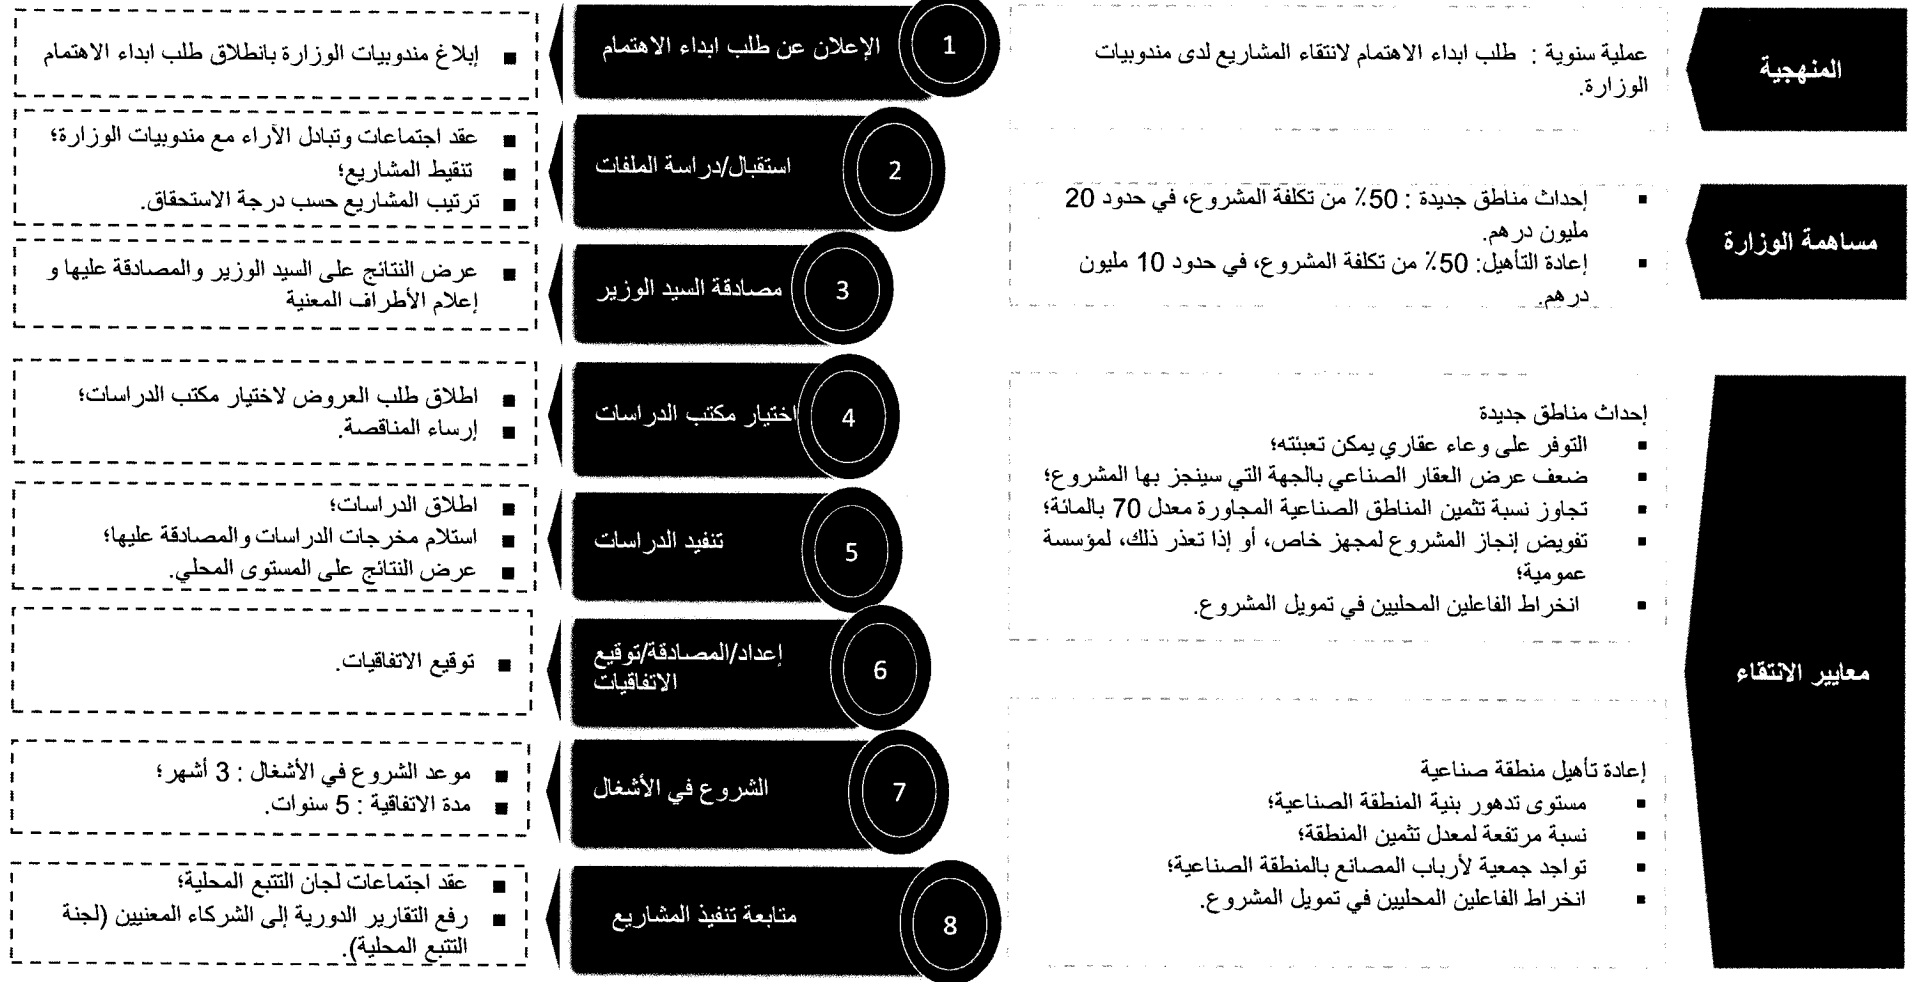 المنهجية
عملية سنوية : طلب ابداء الاهتمام لانتقاء المشاريع لدى مندوبيات
الوزارة.
مساهمة الوزارة
▪ إحداث مناطق جديدة : 50٪ من تكلفة المشروع، في حدود 20
مليون درهم.
▪ إعادة التأهيل: 50٪ من تكلفة المشروع، في حدود 10 مليون
درهم.
معايير الانتقاء
إحداث مناطق جديدة
▪ التوفر على وعاء عقاري يمكن تعبئته؛
▪ ضعف عرض العقار الصناعي بالجهة التي سينجز بها المشروع؛
▪ تجاوز نسبة تثمين المناطق الصناعية المجاورة معدل 70 بالمائة؛
▪ تفويض إنجاز المشروع لمجهز خاص، أو إذا تعذر ذلك، لمؤسسة
عمومية؛
▪ انخراط الفاعلين المحليين في تمويل المشروع.
إعادة تأهيل منطقة صناعية
▪ مستوى تدهور بنية المنطقة الصناعية؛
▪ نسبة مرتفعة لمعدل تثمين المنطقة؛
▪ تواجد جمعية لأرباب المصانع بالمنطقة الصناعية؛
▪ انخراط الفاعلين المحليين في تمويل المشروع.
1
الإعلان عن طلب ابداء الاهتمام
▪ إبلاغ مندوبيات الوزارة بانطلاق طلب ابداء الاهتمام
2
استقبال/دراسة الملفات
▪ عقد اجتماعات وتبادل الآراء مع مندوبيات الوزارة؛
▪ تنقيط المشاريع؛
▪ ترتيب المشاريع حسب درجة الاستحقاق.
3
مصادقة السيد الوزير
▪ عرض النتائج على السيد الوزير والمصادقة عليها و
إعلام الأطراف المعنية
4
اختيار مكتب الدراسات
▪ اطلاق طلب العروض لاختيار مكتب الدراسات؛
▪ إرساء المناقصة.
5
تنفيد الدراسات
▪ اطلاق الدراسات؛
▪ استلام مخرجات الدراسات والمصادقة عليها؛
▪ عرض النتائج على المستوى المحلي.
6
إعداد/المصادقة/توقيع
الاتفاقيات
▪ توقيع الاتفاقيات.
7
الشروع في الأشغال
▪ موعد الشروع في الأشغال : 3 أشهر؛
▪ مدة الاتفاقية : 5 سنوات.
8
متابعة تنفيذ المشاريع
▪ عقد اجتماعات لجان التتبع المحلية؛
▪ رفع التقارير الدورية إلى الشركاء المعنيين (لجنة
التتبع المحلية).